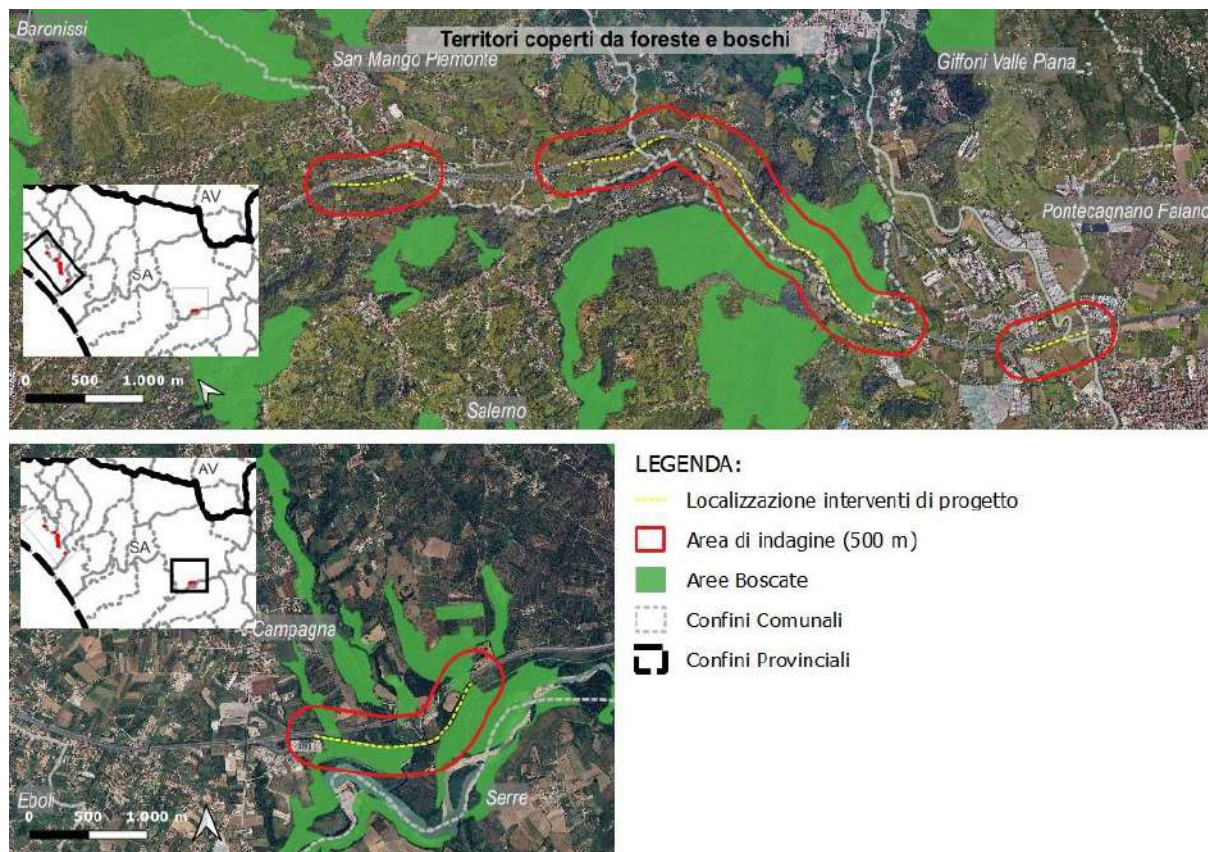 Baronissi
Territori coperti da foreste e boschi
San Mango Piemonte
Giffoni Valle Piana
AV
SA
Pontecagnano Faiano
0 500 1.000 m
Salerno
AV
SA
Campagna
Eboli
0 500 1.000 m
Serre
LEGENDA:
Localizzazione interventi di progetto
Area di indagine (500 m)
Aree Boscate
Confini Comunali
Confini Provinciali